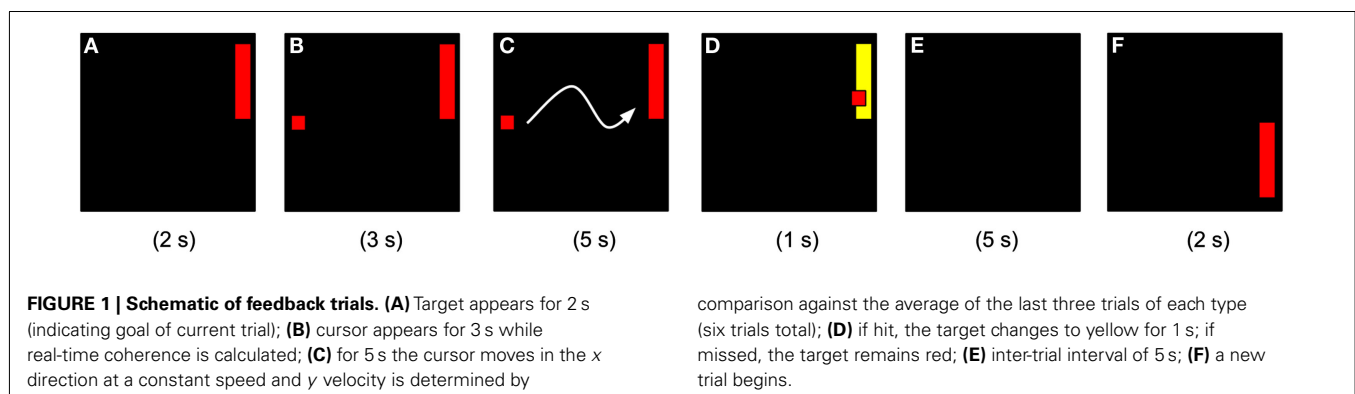 A B C D E F
(2 s) (3 s) (5 s) (1 s) (5 s) (2 s)
FIGURE 1 | Schematic of feedback trials. (A) Target appears for 2 s
(indicating goal of current trial); (B) cursor appears for 3 s while
real-time coherence is calculated; (C) for 5 s the cursor moves in the x
direction at a constant speed and y velocity is determined by
comparison against the average of the last three trials of each type
(six trials total); (D) if hit, the target changes to yellow for 1 s; if
missed, the target remains red; (E) inter-trial interval of 5 s; (F) a new
trial begins.